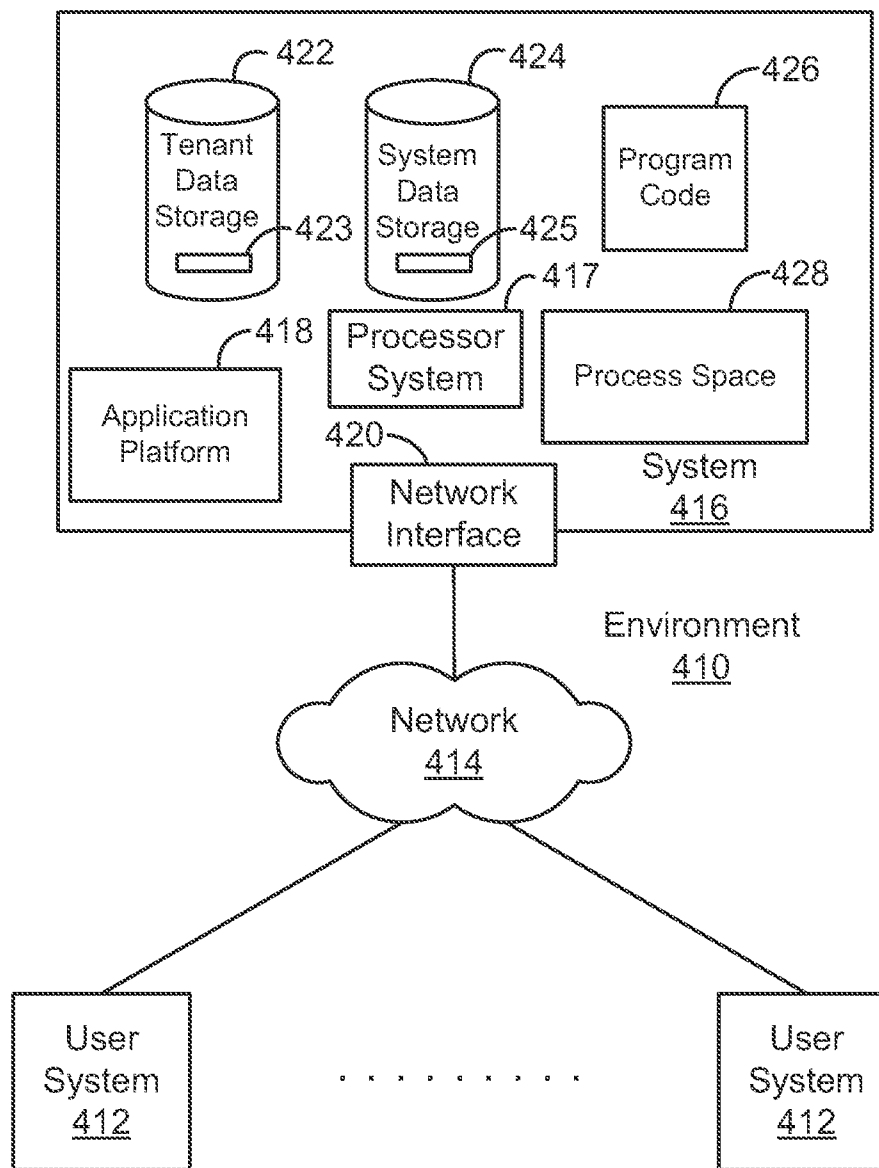 422
424
426
Tenant
Data
Storage
System
Data
Storage
Program
Code
423
425
417
428
418
Processor
System
Process Space
Application
Platform
420
System
416
Network
Interface
Environment
410
Network
414
User
System
412
User
System
412